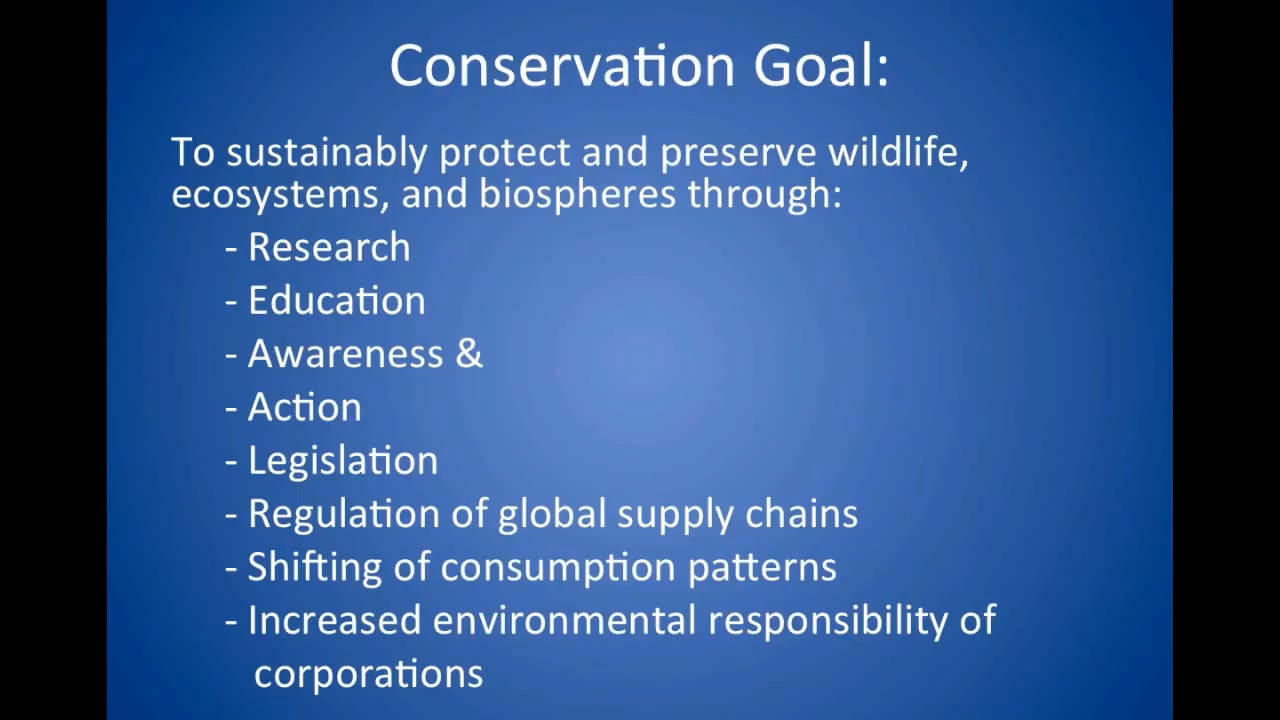 Conservation Goal:
To sustainably protect and preserve wildlife,
ecosystems, and biospheres through:
- Research
- Education
- Awareness &
- Action
- Legislation
- Regulation of global supply chains
- Shifting of consumption patterns
- Increased environmental responsibility of
corporations